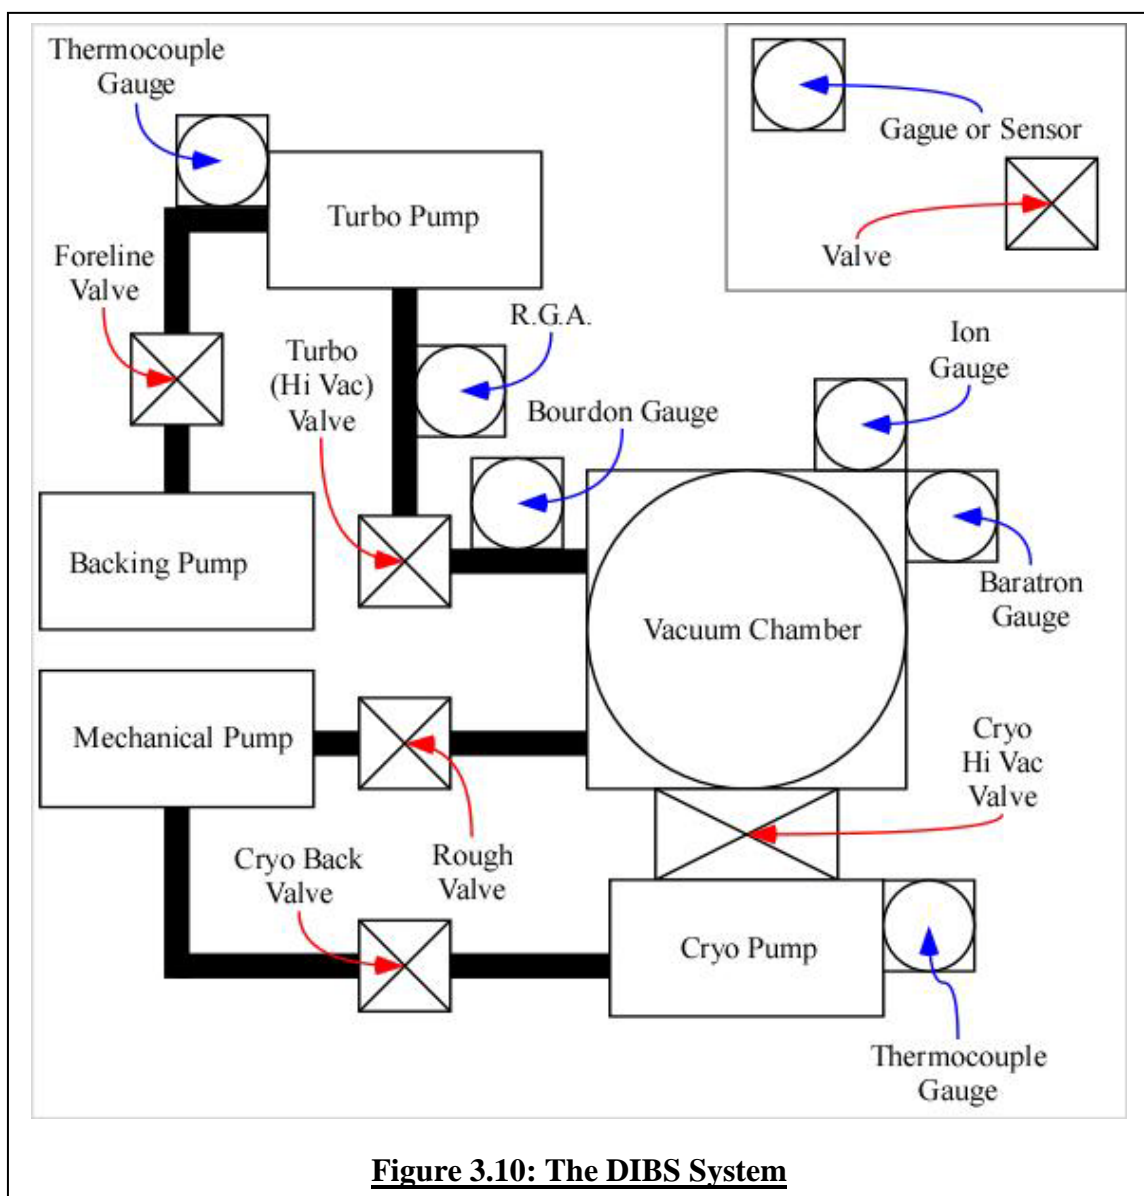 Thermocouple
Gauge
Gague or Sensor
Valve
Turbo Pump
Foreline
Valve
R.G.A.
Turbo
(Hi Vac)
Valve
Ion
Gauge
Bourdon Gauge
Backing Pump
Baratron
Gauge
Vacuum Chamber
Mechanical Pump
Cryo
Hi Vac
Valve
Cryo Back
Valve
Rough
Valve
Cryo Pump
Thermocouple
Gauge
Figure 3.10: The DIBS System